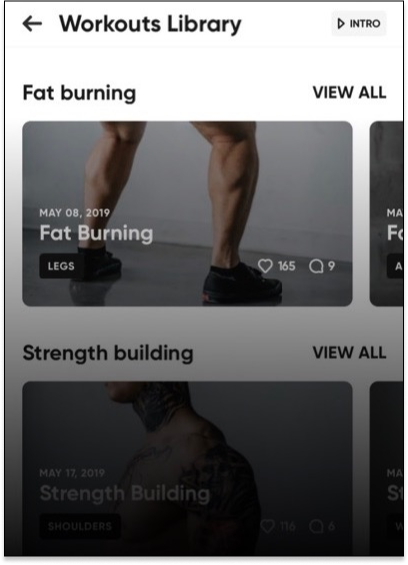 Workouts Library
INTRO
Fat burning
VIEW ALL
MAY 08, 2019
Fat Burning
LEGS
165
9
MA
A
Strength building
VIEW ALL
MAY 17, 2019
Strength Building
SHOULDERS
116
6
MA
St